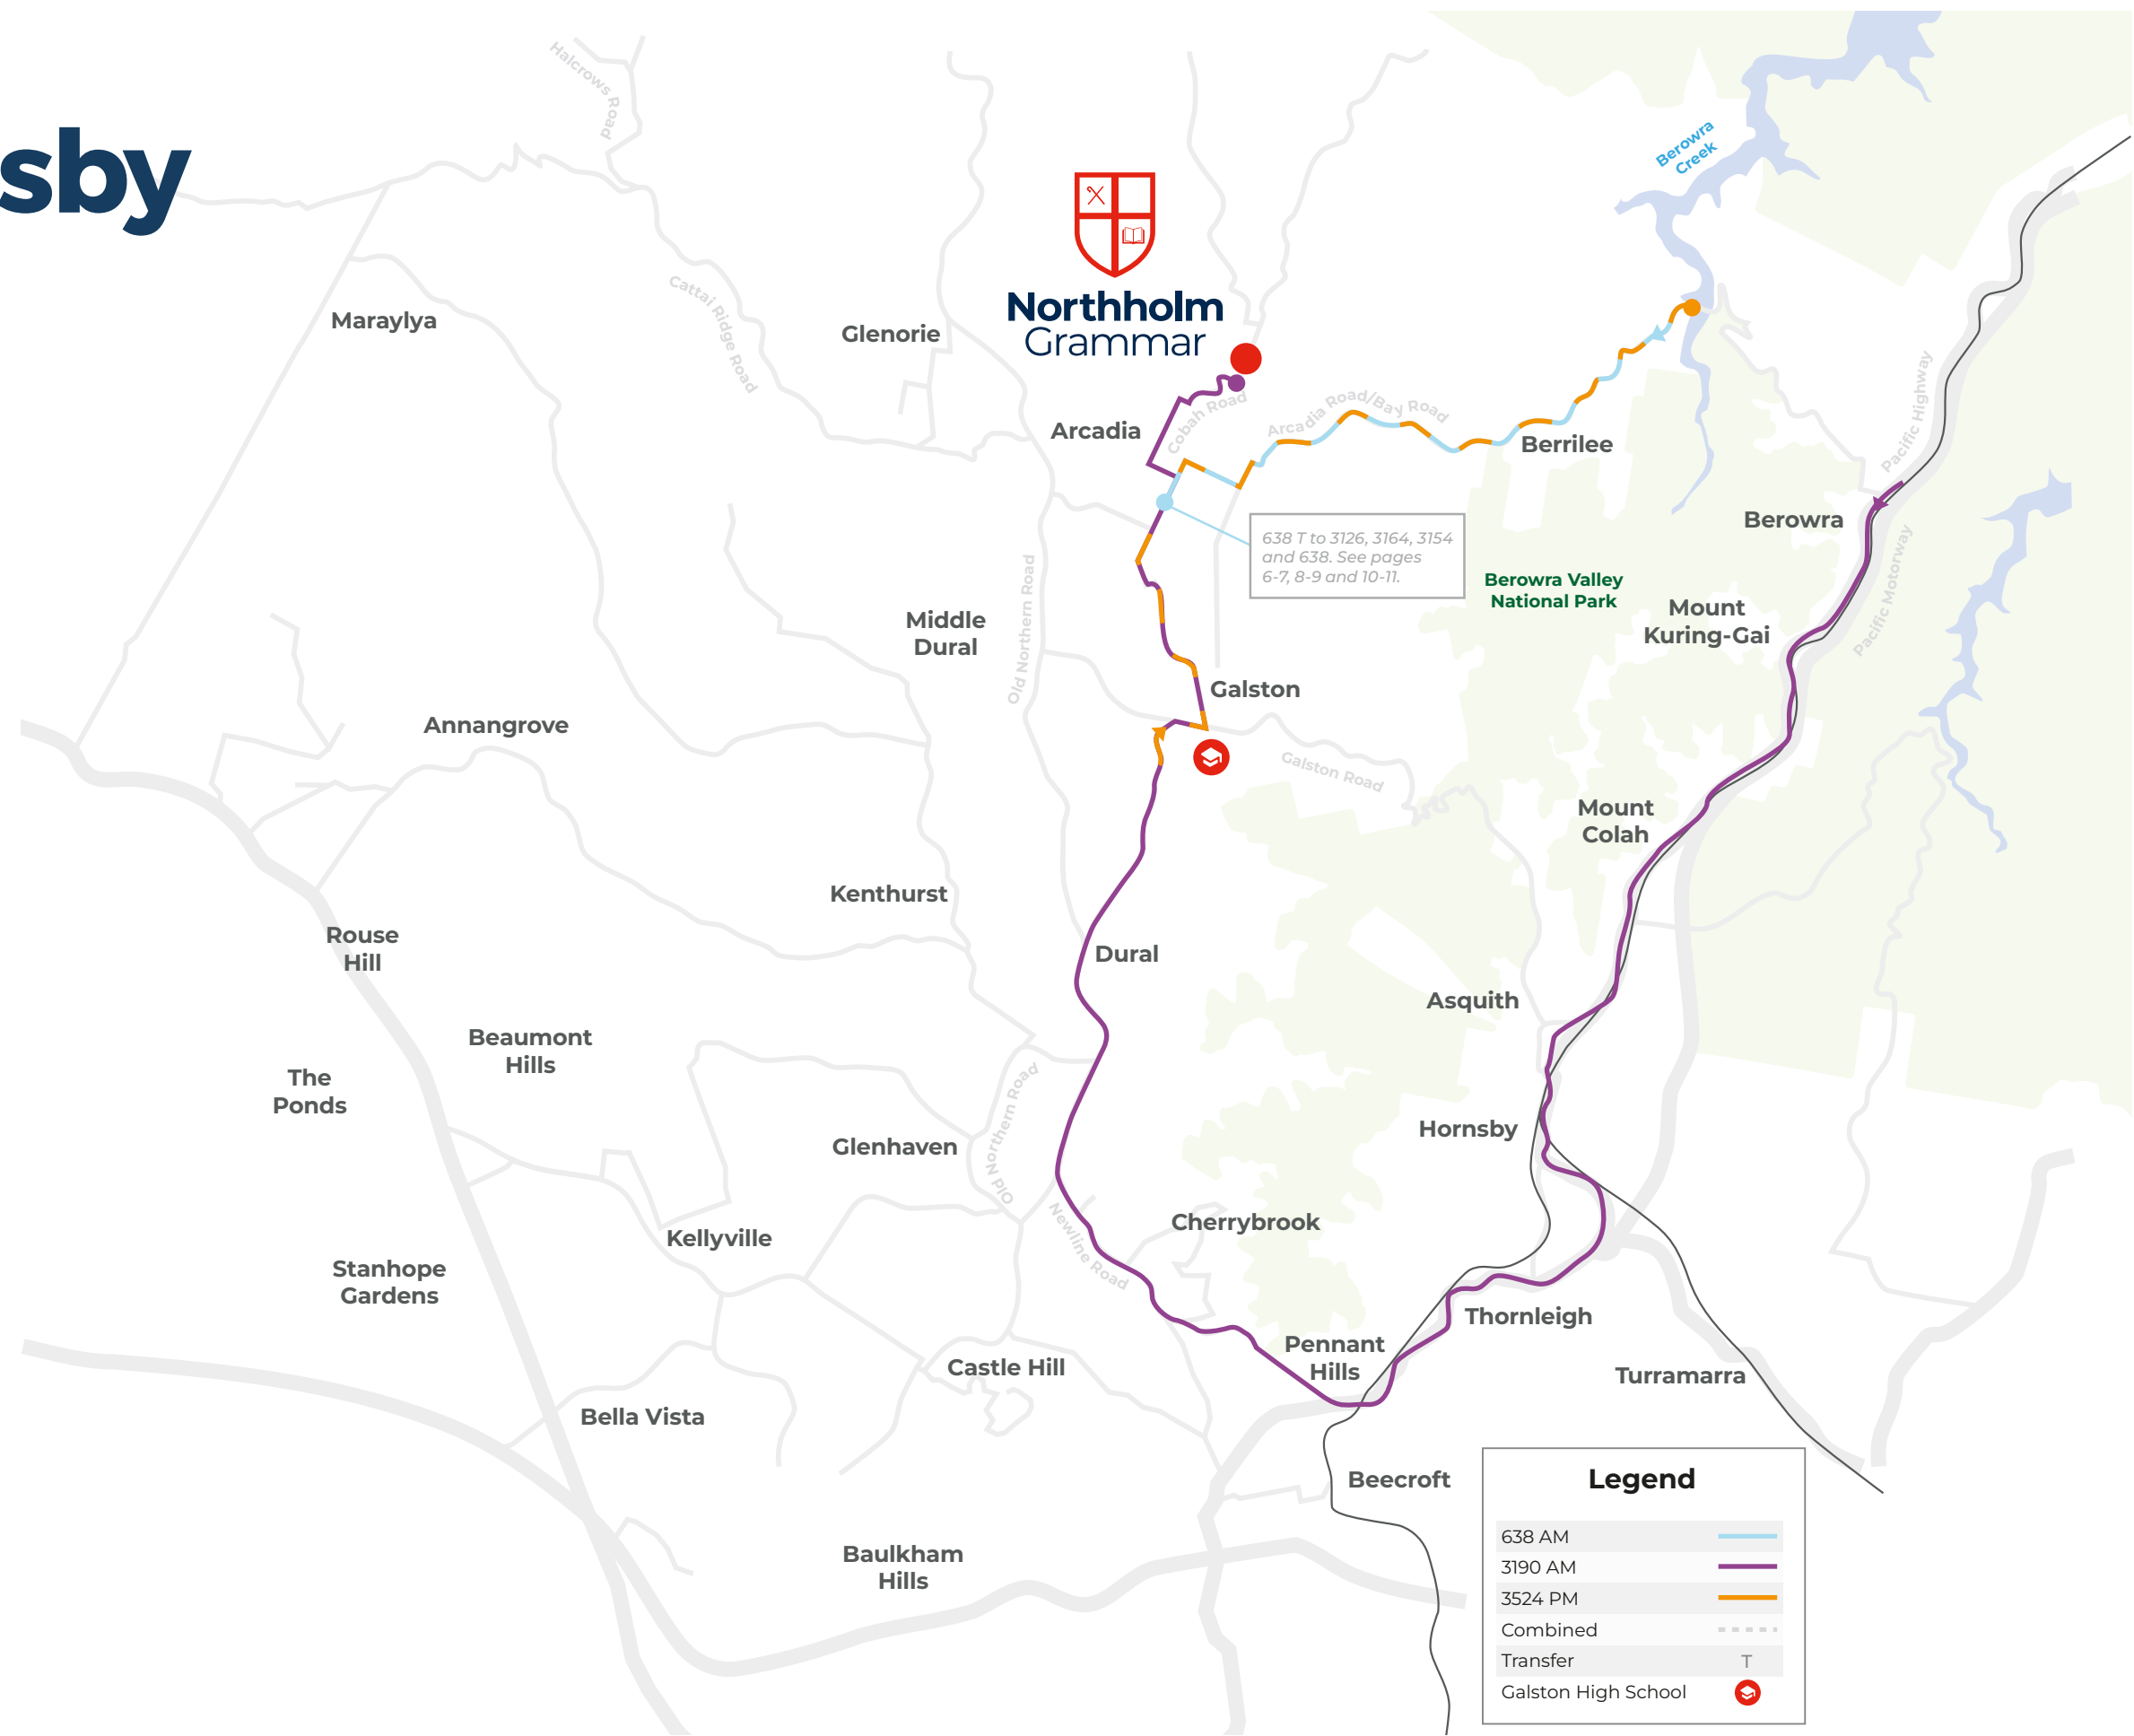 sby
Halcrows Road
Berowra
Creek
Northholm
Grammar
Maraylya
Cattai Ridge Road
Glenorie
Arcadia
Cobah Road
Arcadia Road/Bay Road
Berrilee
Pacific Highway
Berowra
638 T to 3126, 3164, 3154
and 638. See pages
6-7, 8-9 and 10-11.
Pacific Motorway
Berowra Valley
National Park
Mount
Kuring-Gai
Middle
Dural
Old Northern Road
Galston
Annangrove
Galston Road
Mount
Colah
Kenthurst
Rouse
Hill
Dural
Asquith
Beaumont
Hills
The
Ponds
Old Northern Road
Hornsby
Glenhaven
Newline Road
Cherrybrook
Kellyville
Stanhope
Gardens
Thornleigh
Pennant
Hills
Castle Hill
Turramarra
Bella Vista
Beecroft
Baulkham
Hills
Legend
638 AM
3190 AM
3524 PM
Combined
Transfer T
Galston High School